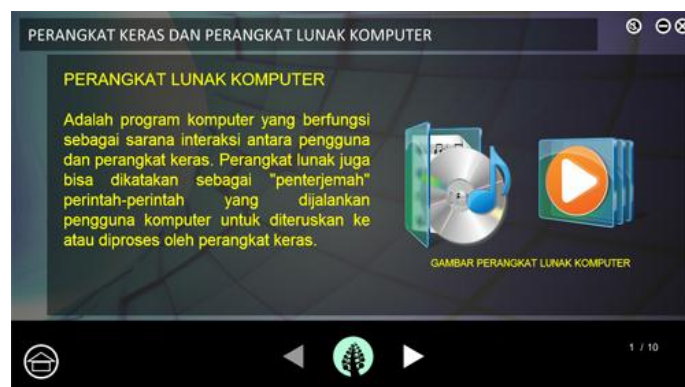 PERANGKAT KERAS DAN PERANGKAT LUNAK KOMPUTER
PERANGKAT LUNAK KOMPUTER
Adalah program komputer yang berfungsi
sebagai sarana interaksi antara pengguna
dan perangkat keras. Perangkat lunak juga
bisa dikatakan sebagai "penterjemah"
perintah-perintah yang dijalankan
pengguna komputer untuk diteruskan ke
atau diproses oleh perangkat keras.
GAMBAR PERANGKAT LUNAK KOMPUTER
1 / 10